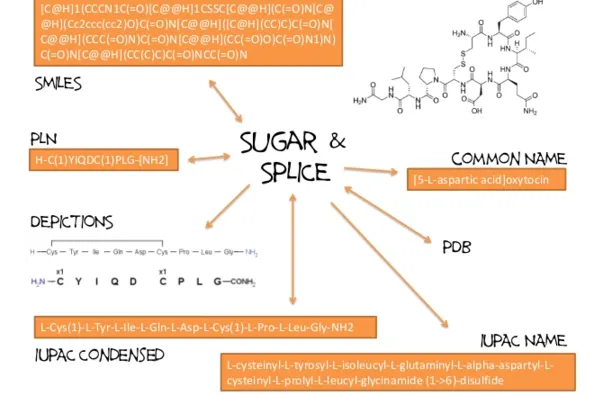 [C@H]1(CCCN1C(=O)[C@@H]1CSSC[C@@H](C(=O)N[C@
@H](Cc2ccc(cc2)O)C(=O)N[C@@H]([C@H](CC)C)C(=O)N[
C@@H](CCC(=O)N)C(=O)N[C@@H](CC(=O)O)C(=O)N1)N)
C(=O)N[C@@H](CC(C)C)C(=O)NCC(=O)N
SMILES
PLN
H-C(1)YIQDC(1)PLG-[NH2]
SUGAR &
SPLICE
COMMON NAME
[5-L-aspartic acid]oxytocin
DEPICTIONS
H — Cys — Tyr — Ile — Gln — Asp — Cys — Pro — Leu — Gly — NH2
x1 x1
H2N — C Y I Q D C P L G — CONH2
PDB
L-Cys(1)-L-Tyr-L-Ile-L-Gln-L-Asp-L-Cys(1)-L-Pro-L-Leu-Gly-NH2
IUPAC CONDENSED
IUPAC NAME
L-cysteinyl-L-tyrosyl-L-isoleucyl-L-glutaminyl-L-alpha-aspartyl-L-
cysteinyl-L-prolyl-L-leucyl-glycinamide (1->6)-disulfide